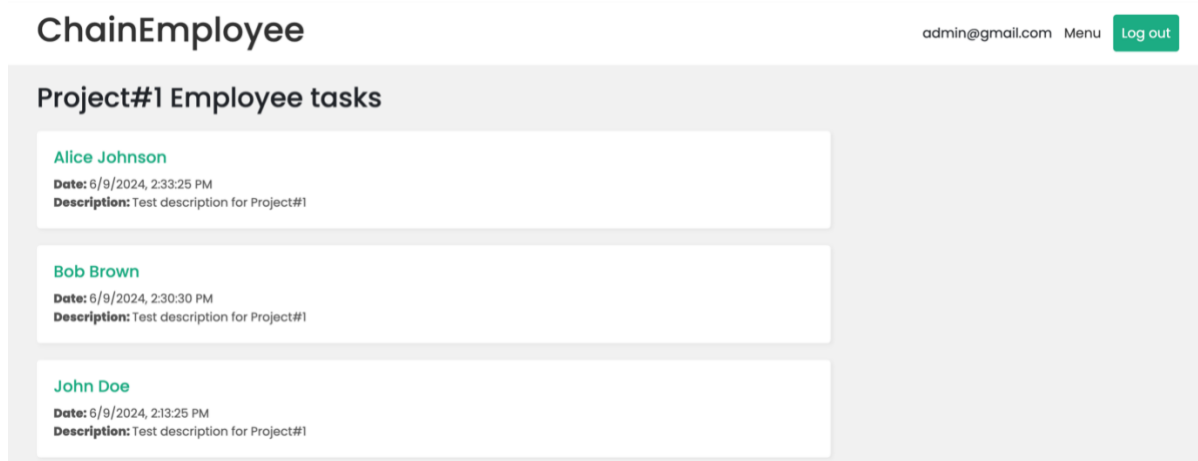 ChainEmployee
admin@gmail.com Menu Log out
Project#1 Employee tasks
Alice Johnson
Date: 6/9/2024, 2:33:25 PM
Description: Test description for Project#1
Bob Brown
Date: 6/9/2024, 2:30:30 PM
Description: Test description for Project#1
John Doe
Date: 6/9/2024, 2:13:25 PM
Description: Test description for Project#1